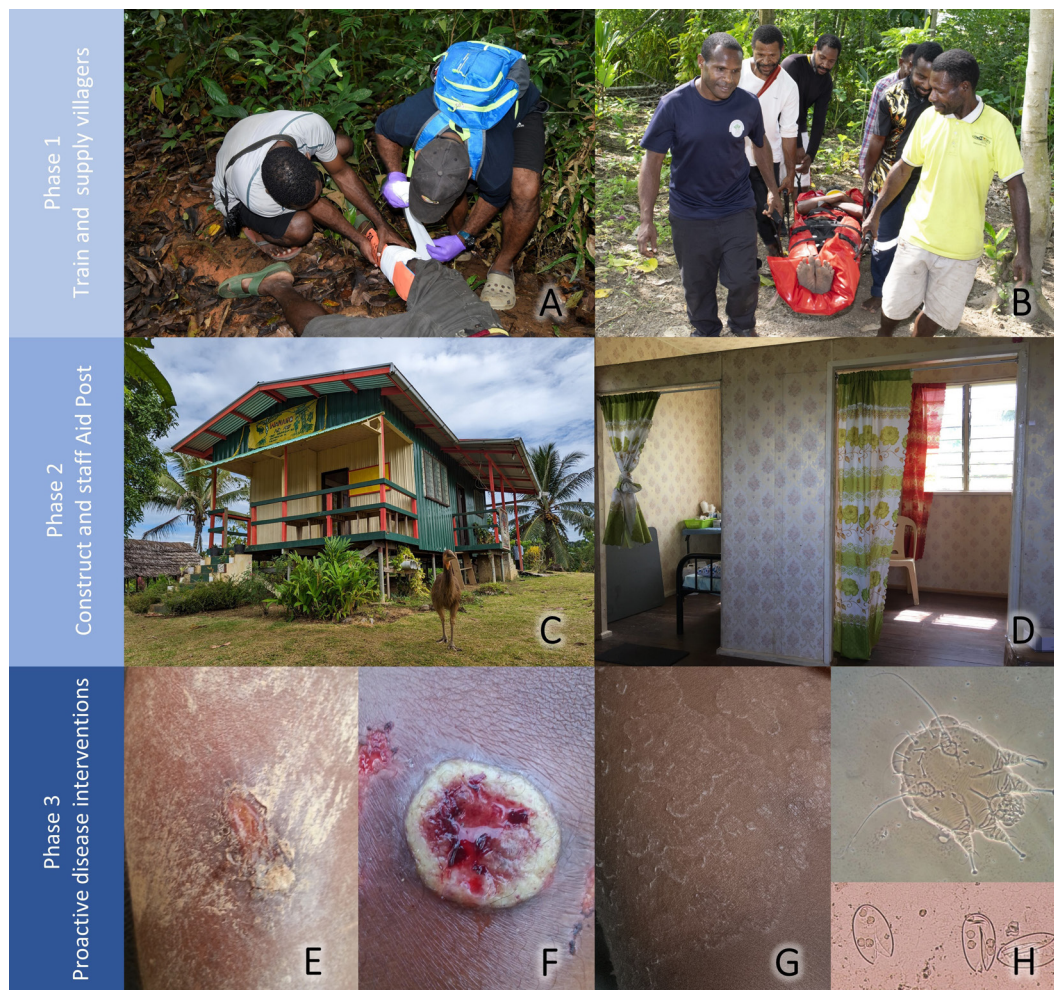 Phase 1
Train and supply villagers
A
B
Phase 2
Construct and staff Aid Post
C
D
Phase 3
Proactive disease interventions
E
F
G
H